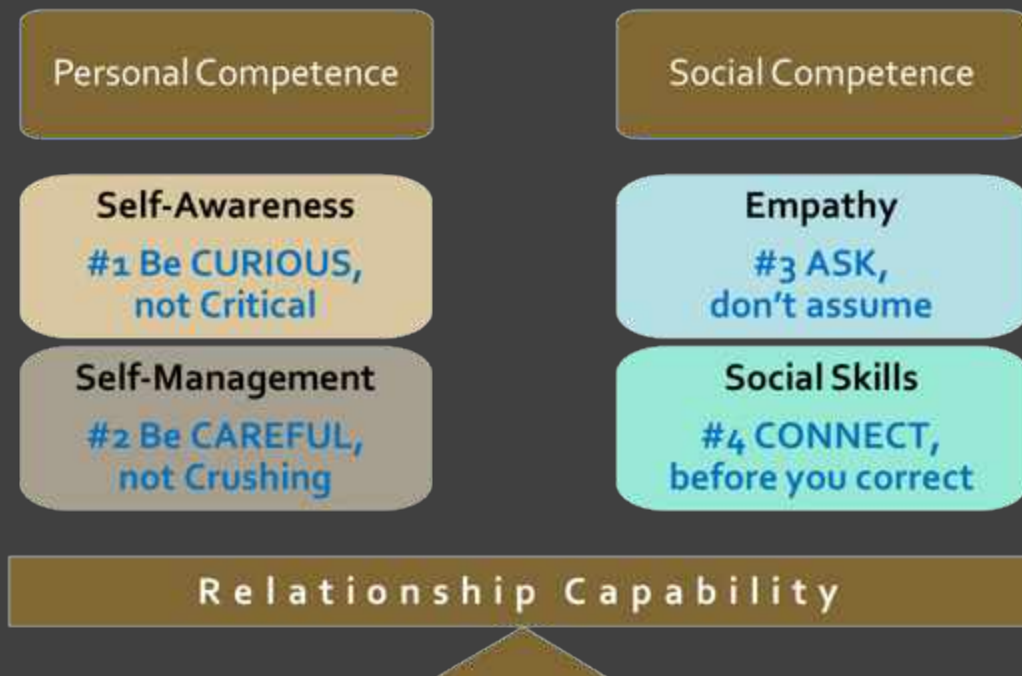 Personal Competence
Social Competence
Self-Awareness
#1 Be CURIOUS,
not Critical
Self-Management
#2 Be CAREFUL,
not Crushing
Empathy
#3 ASK,
don't assume
Social Skills
#4 CONNECT,
before you correct
Relationship Capability